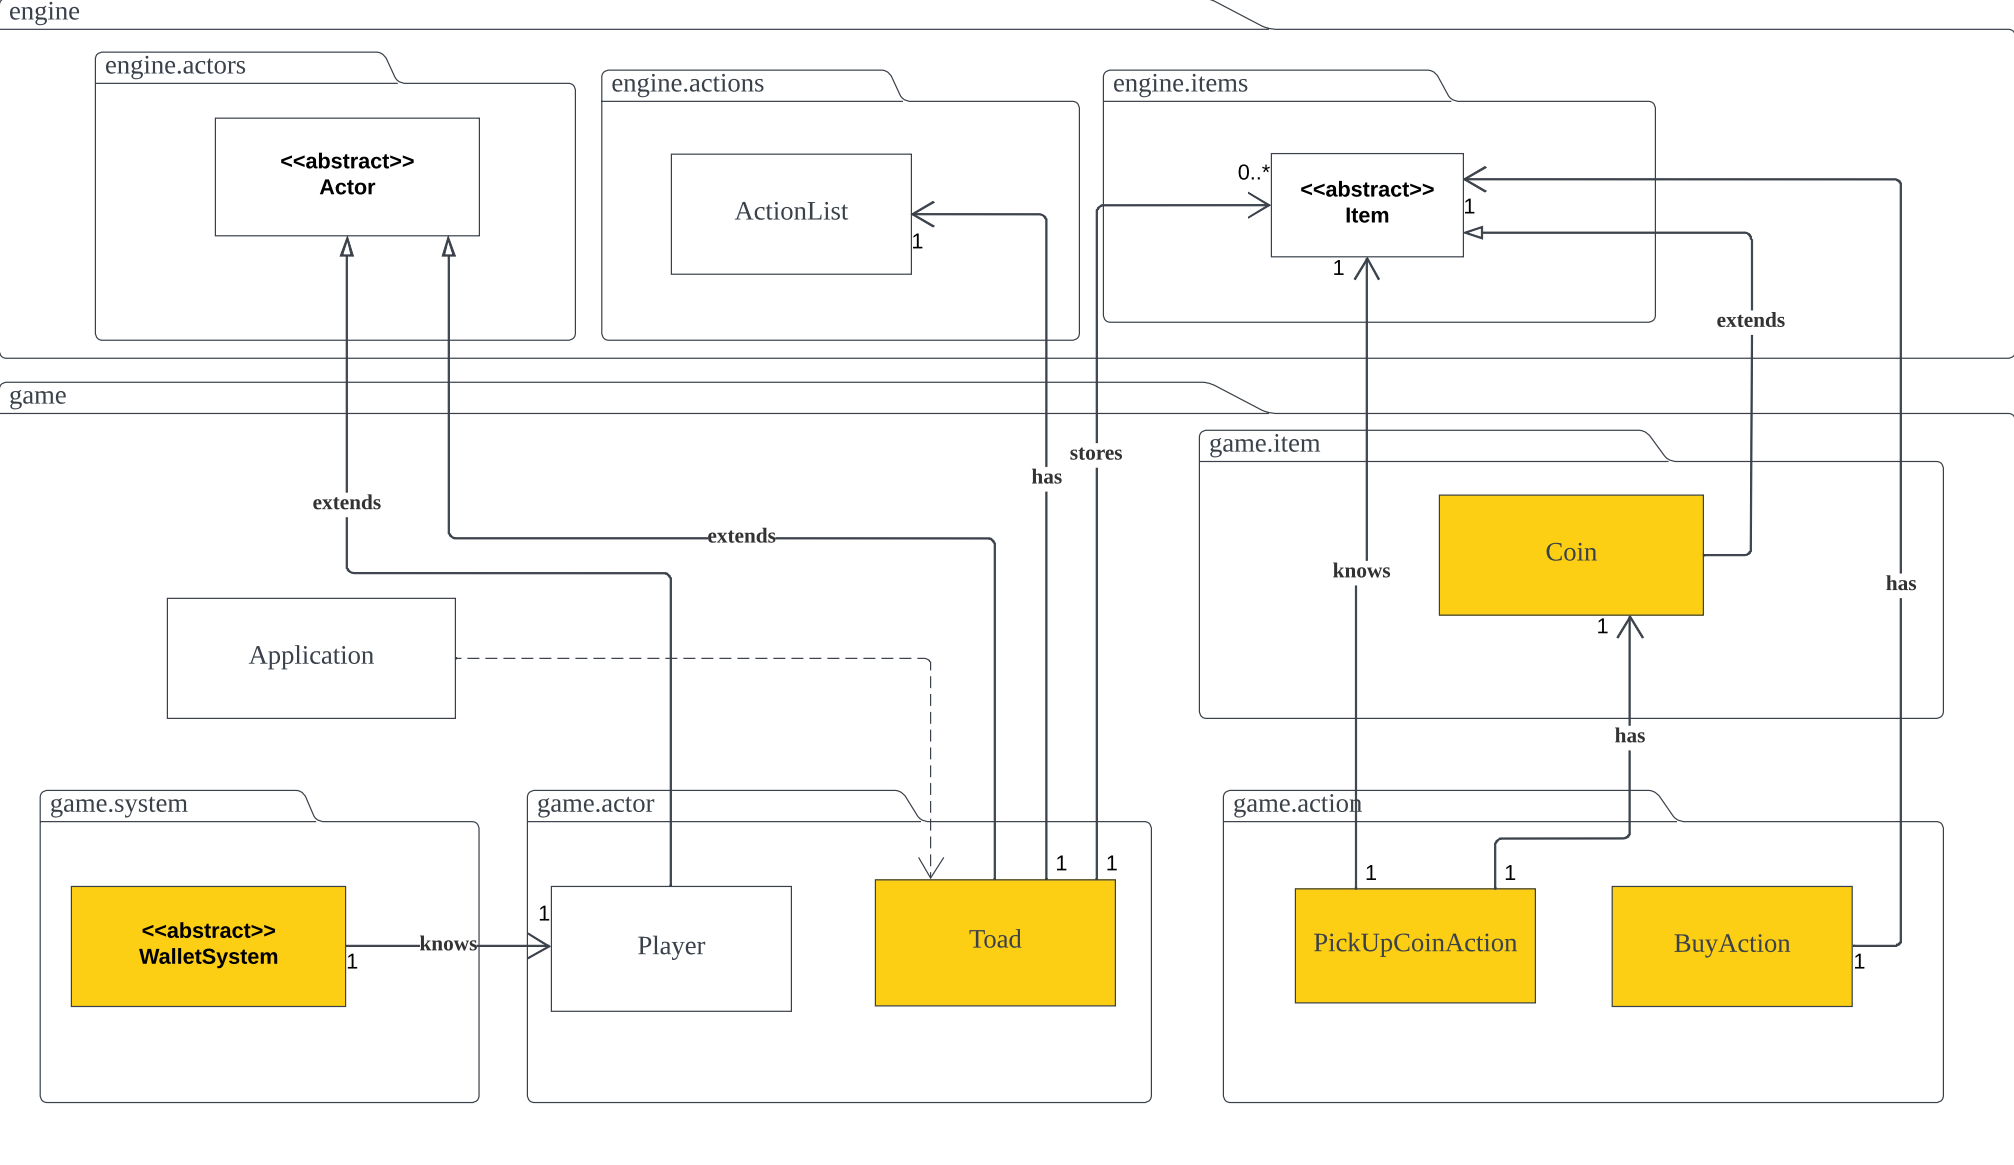 engine
engine.actors
engine.actions
engine.items
<<abstract>>
Actor
ActionList
1
0..*
<<abstract>>
Item
1
1
extends
game
game.item
stores
has
extends
extends
Coin
knows
has
1
Application
has
game.system
game.actor
game.action
1
1
1
1
<<abstract>>
WalletSystem
1
knows
1
Player
Toad
PickUpCoinAction
BuyAction
1